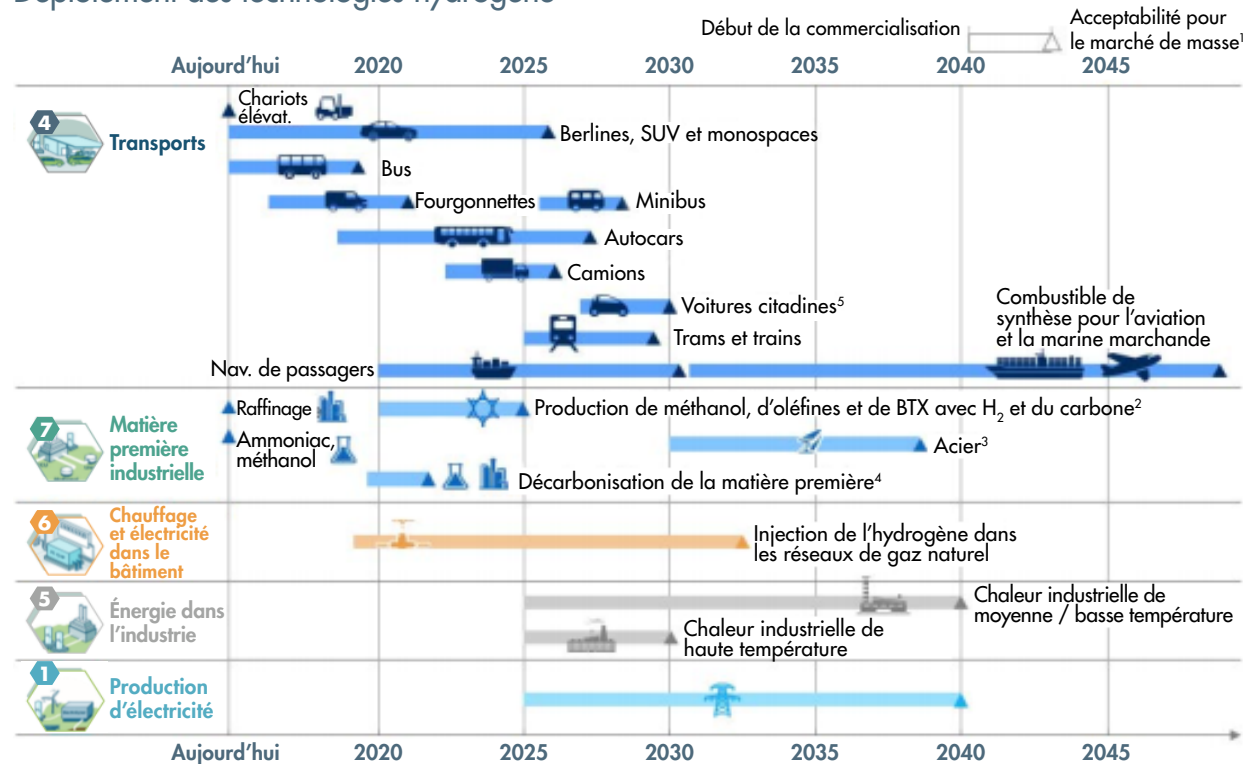 Déploiement des technologies hydrogène
Début de la commercialisation
Acceptabilité pour
le marché de masse¹
Aujourd'hui 2020 2025 2030 2035 2040 2045
4
Transports
Chariots
élévat.
Berlines, SUV et monospaces
Bus
Fourgonnettes
Minibus
Autocars
Camions
Voitures citadines⁵
Trams et trains
Combustible de
synthèse pour l'aviation
et la marine marchande
Nav. de passagers
7
Matière
première
industrielle
Raffinage
Production de méthanol, d'oléfines et de BTX avec H₂ et du carbone²
Ammoniac,
méthanol
Acier³
Décarbonisation de la matière première⁴
6
Chauffage
et électricité
dans le
bâtiment
Injection de l'hydrogène dans
les réseaux de gaz naturel
5
Énergie dans
l'industrie
Chaleur industrielle de
moyenne / basse température
Chaleur industrielle de
haute température
1
Production
d'électricité
Aujourd'hui 2020 2025 2030 2035 2040 2045